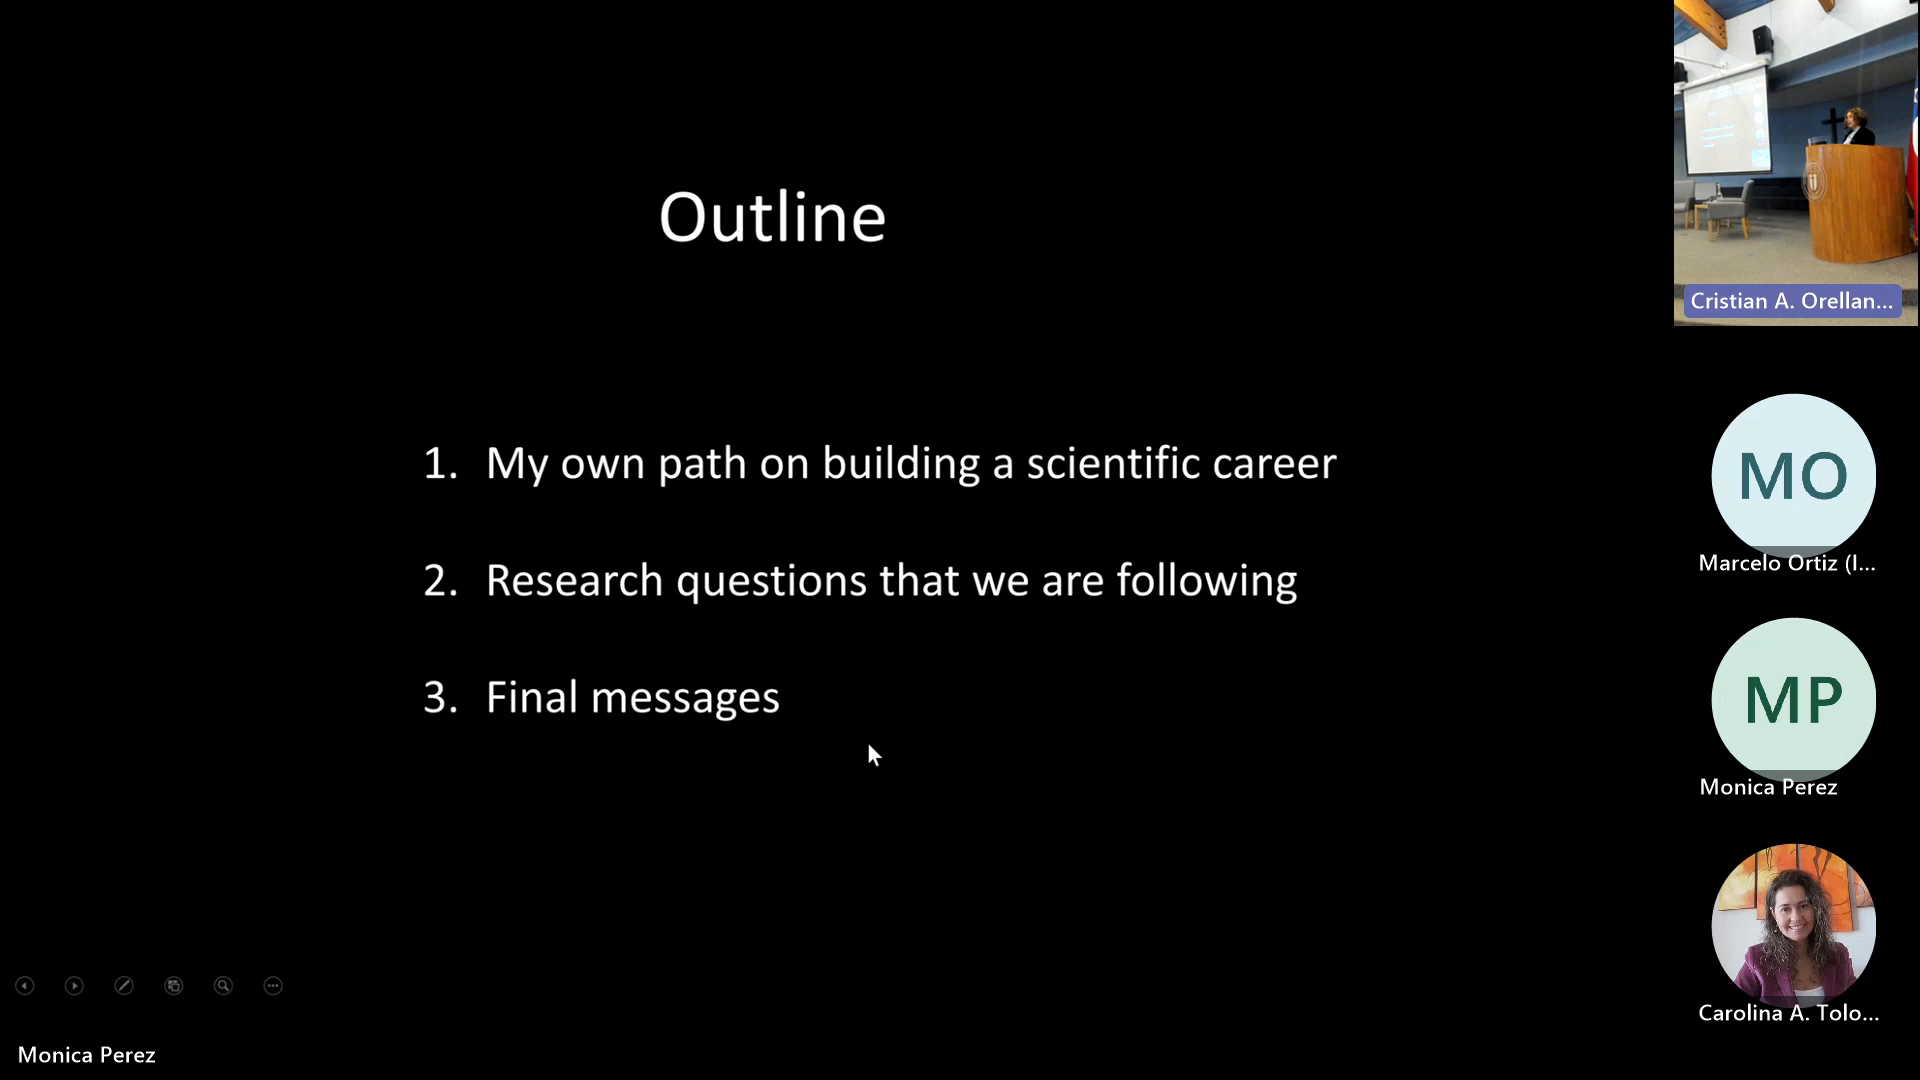 Outline
1. My own path on building a scientific career
2. Research questions that we are following
3. Final messages
Monica Perez
Cristian A. Orellan...
MO
Marcelo Ortiz (I...
MP
Monica Perez
Carolina A. Tolo...